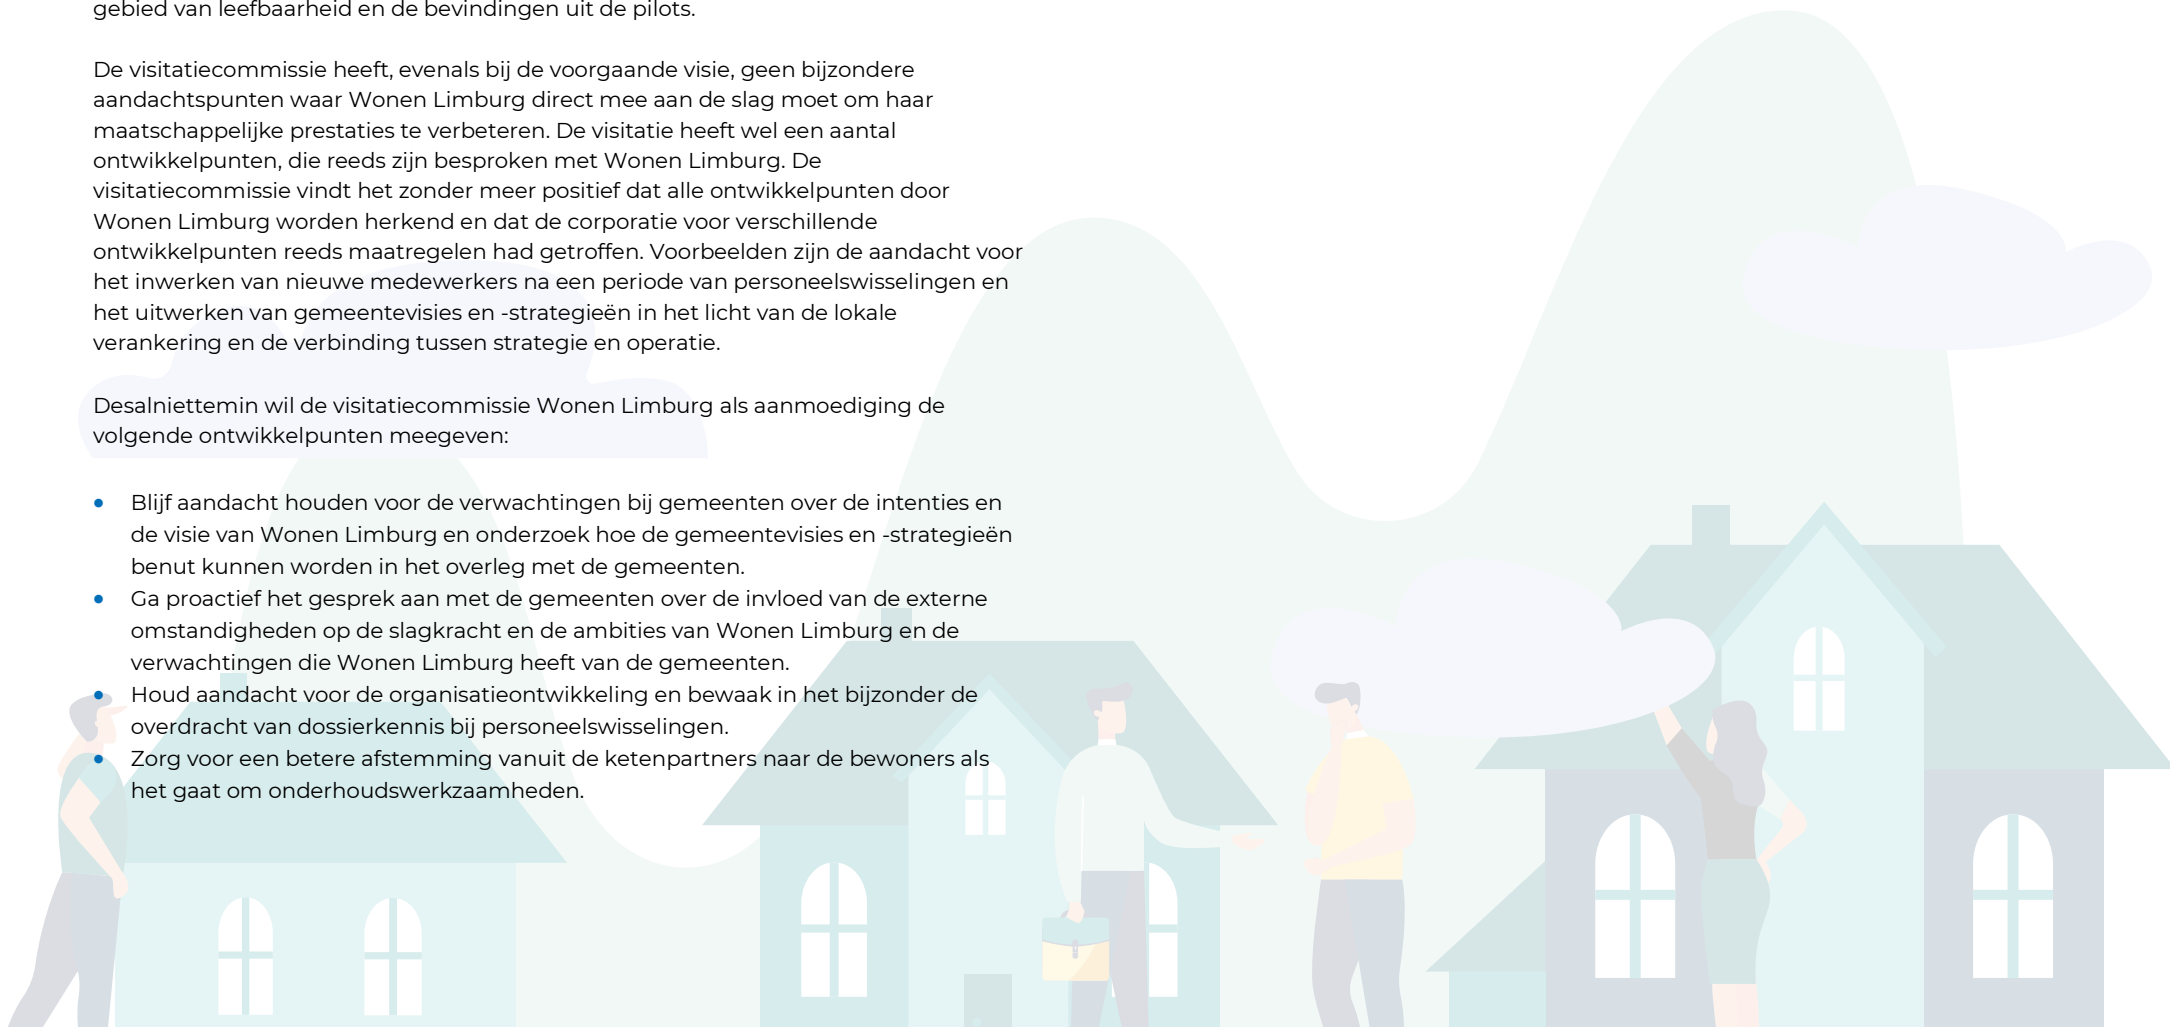 gebied van leefbaarheid en de bevindingen uit de pilots.
De visitatiecommissie heeft, evenals bij de voorgaande visie, geen bijzondere
aandachtspunten waar Wonen Limburg direct mee aan de slag moet om haar
maatschappelijke prestaties te verbeteren. De visitatie heeft wel een aantal
ontwikkelpunten, die reeds zijn besproken met Wonen Limburg. De
visitatiecommissie vindt het zonder meer positief dat alle ontwikkelpunten door
Wonen Limburg worden herkend en dat de corporatie voor verschillende
ontwikkelpunten reeds maatregelen had getroffen. Voorbeelden zijn de aandacht voor
het inwerken van nieuwe medewerkers na een periode van personeelswisselingen en
het uitwerken van gemeentevisies en -strategieën in het licht van de lokale
verankering en de verbinding tussen strategie en operatie.
Desalniettemin wil de visitatiecommissie Wonen Limburg als aanmoediging de
volgende ontwikkelpunten meegeven:
• Blijf aandacht houden voor de verwachtingen bij gemeenten over de intenties en
de visie van Wonen Limburg en onderzoek hoe de gemeentevisies en -strategieën
benut kunnen worden in het overleg met de gemeenten.
• Ga proactief het gesprek aan met de gemeenten over de invloed van de externe
omstandigheden op de slagkracht en de ambities van Wonen Limburg en de
verwachtingen die Wonen Limburg heeft van de gemeenten.
• Houd aandacht voor de organisatieontwikkeling en bewaak in het bijzonder de
overdracht van dossierkennis bij personeelswisselingen.
• Zorg voor een betere afstemming vanuit de ketenpartners naar de bewoners als
het gaat om onderhoudswerkzaamheden.